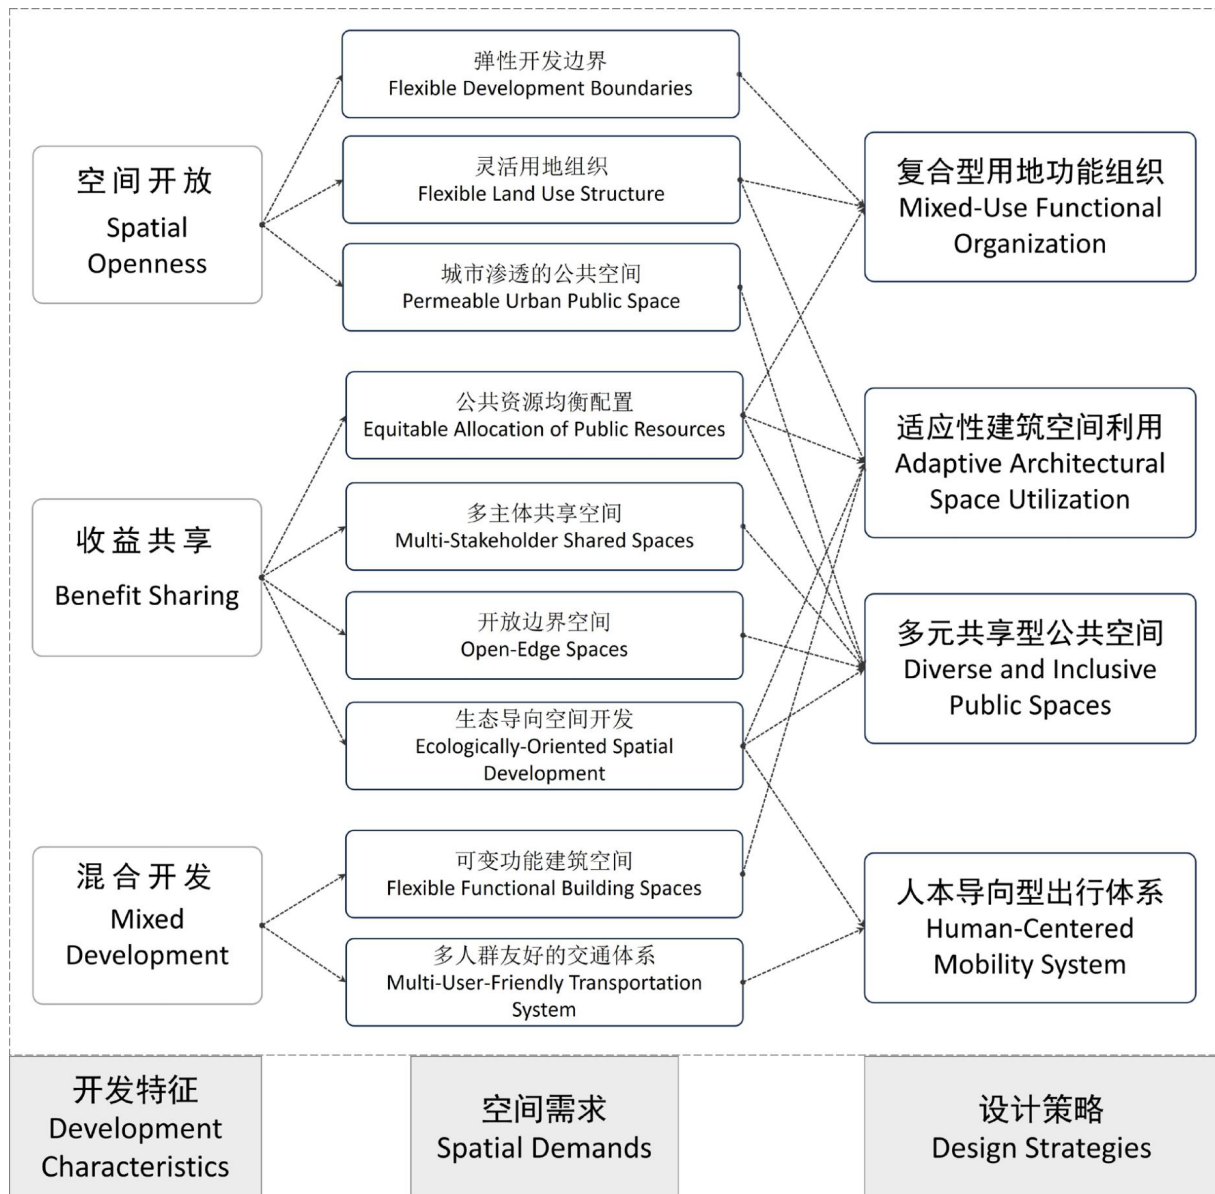 空间开放
Spatial
Openness
收益共享
Benefit Sharing
混合开发
Mixed
Development
弹性开发边界
Flexible Development Boundaries
灵活用地组织
Flexible Land Use Structure
城市渗透的公共空间
Permeable Urban Public Space
公共资源均衡配置
Equitable Allocation of Public Resources
多主体共享空间
Multi-Stakeholder Shared Spaces
开放边界空间
Open-Edge Spaces
生态导向空间开发
Ecologically-Oriented Spatial
Development
可变功能建筑空间
Flexible Functional Building Spaces
多人群友好的交通体系
Multi-User-Friendly Transportation
System
复合型用地功能组织
Mixed-Use Functional
Organization
适应性建筑空间利用
Adaptive Architectural
Space Utilization
多元共享型公共空间
Diverse and Inclusive
Public Spaces
人本导向型出行体系
Human-Centered
Mobility System
开发特征
Development
Characteristics
空间需求
Spatial Demands
设计策略
Design Strategies